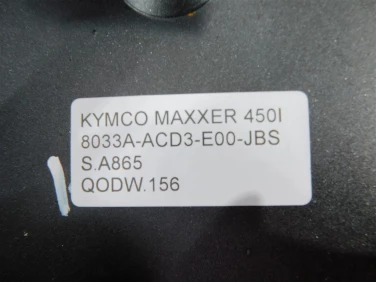 KYMCO MAXXER 450I
8033A-ACD3-E00-JBS
S.A865
QODW.156